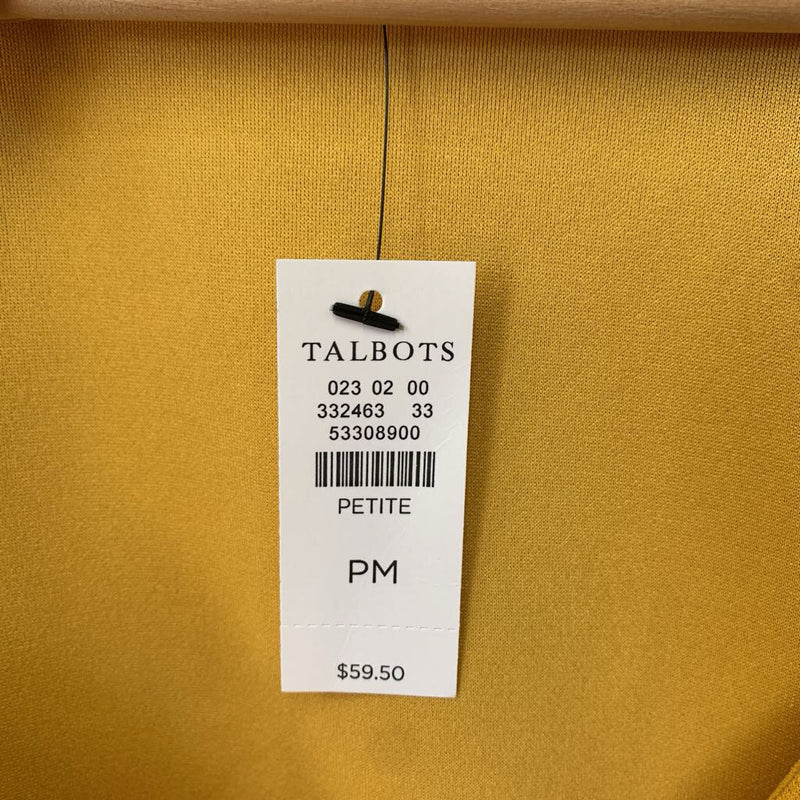 TALBOTS
023 02 00
332463 33
53308900
PETITE
PM
$59.50